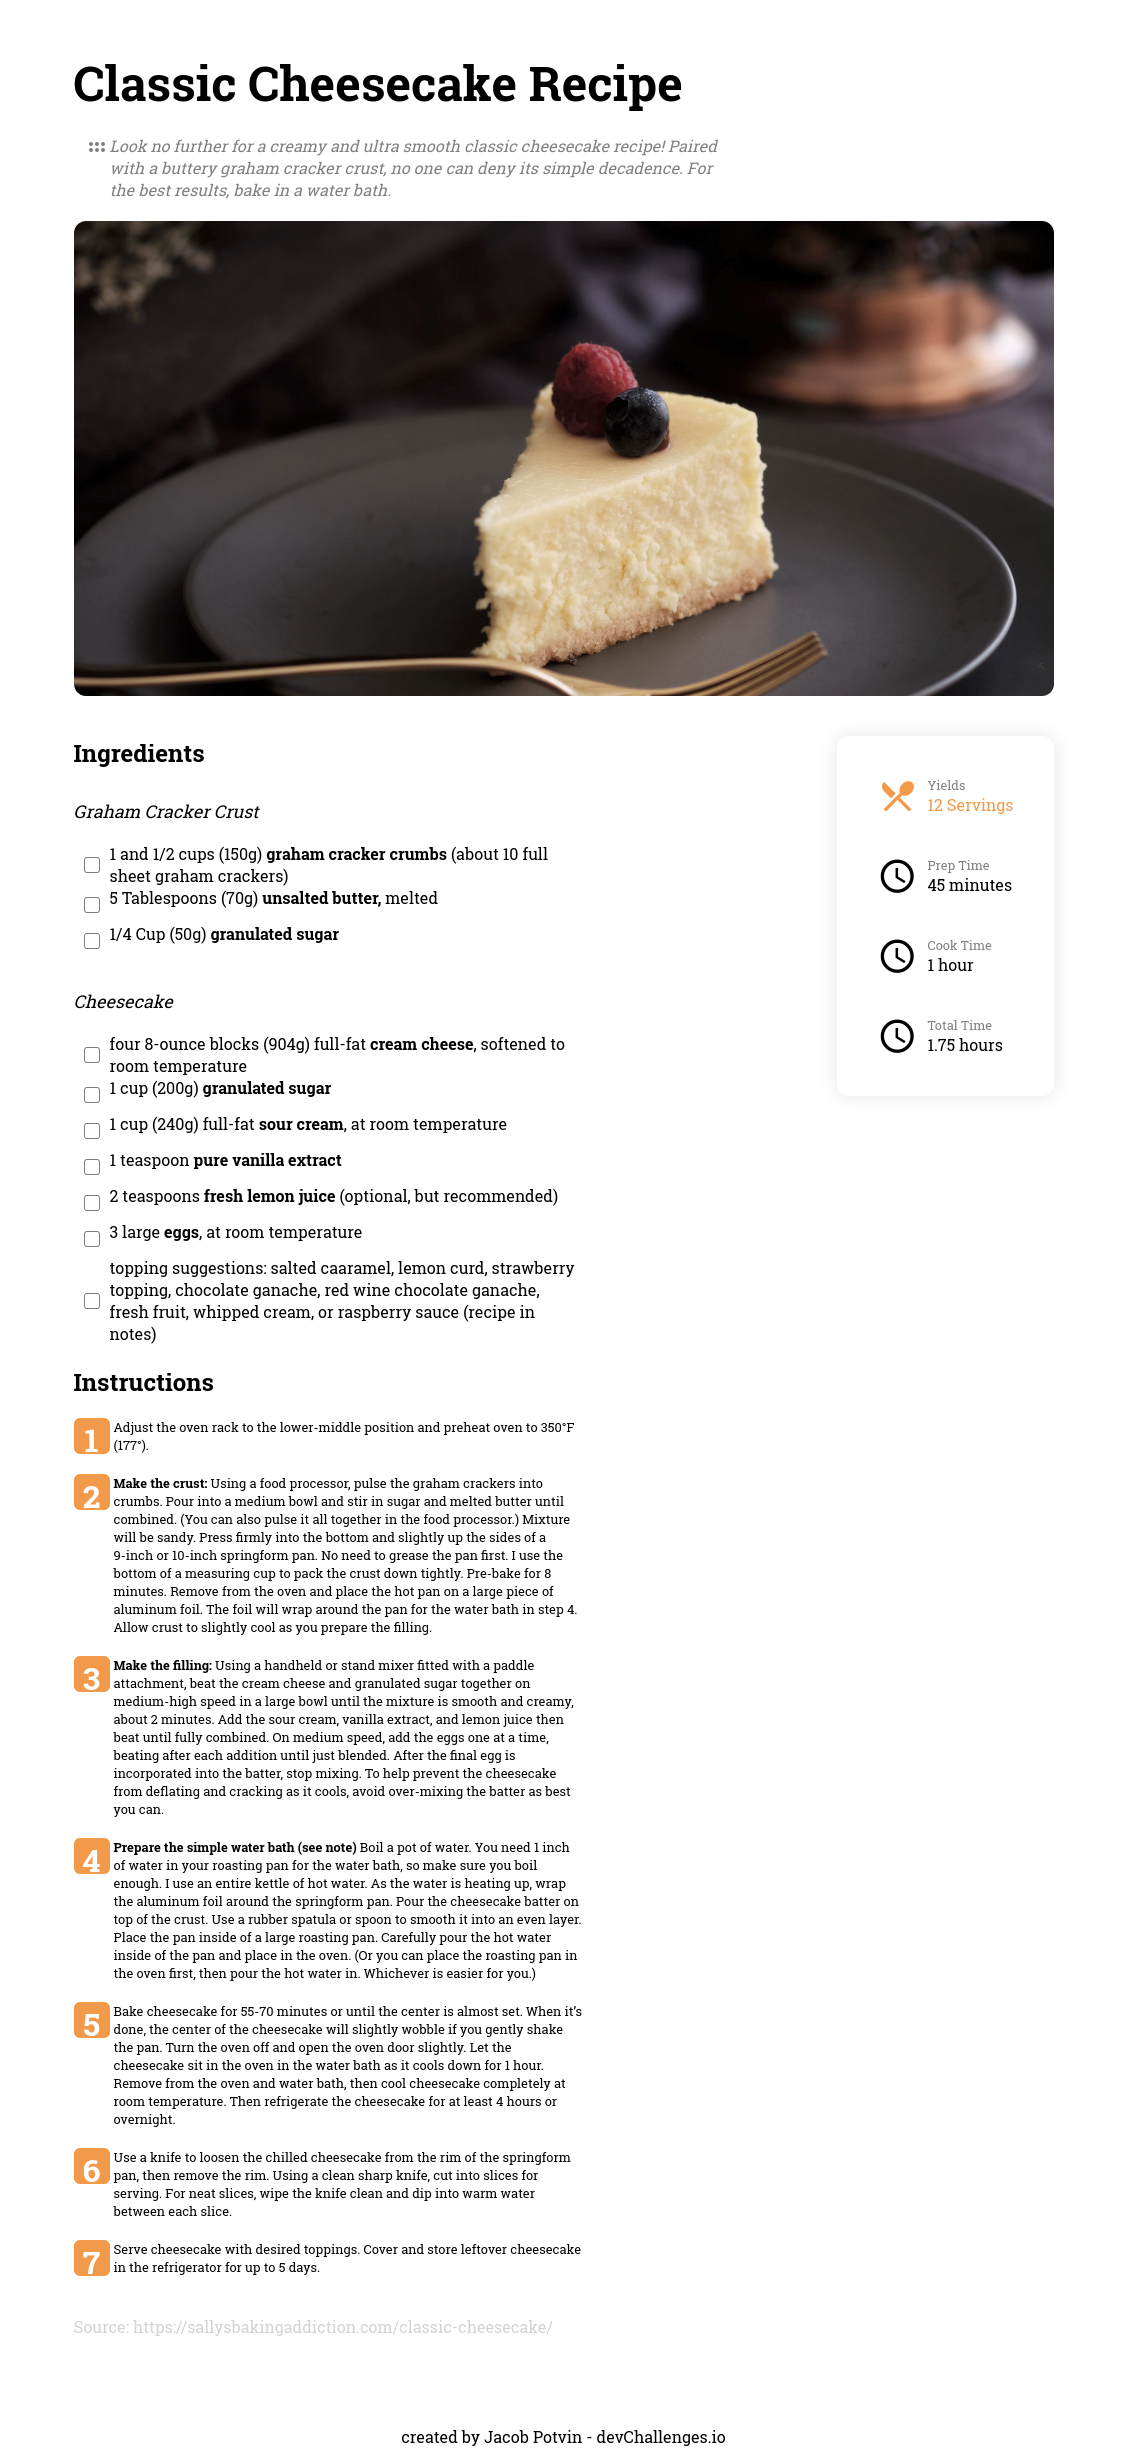 Classic Cheesecake Recipe
Look no further for a creamy and ultra smooth classic cheesecake recipe! Paired
with a buttery graham cracker crust, no one can deny its simple decadence. For
the best results, bake in a water bath.
Ingredients
Graham Cracker Crust
1 and 1/2 cups (150g) graham cracker crumbs (about 10 full
sheet graham crackers)
5 Tablespoons (70g) unsalted butter, melted
1/4 Cup (50g) granulated sugar
Cheesecake
four 8-ounce blocks (904g) full-fat cream cheese, softened to
room temperature
1 cup (200g) granulated sugar
1 cup (240g) full-fat sour cream, at room temperature
1 teaspoon pure vanilla extract
2 teaspoons fresh lemon juice (optional, but recommended)
3 large eggs, at room temperature
topping suggestions: salted caaramel, lemon curd, strawberry
topping, chocolate ganache, red wine chocolate ganache,
fresh fruit, whipped cream, or raspberry sauce (recipe in
notes)
Yields
12 Servings
Prep Time
45 minutes
Cook Time
1 hour
Total Time
1.75 hours
Instructions
1 Adjust the oven rack to the lower-middle position and preheat oven to 350°F
(177°).
2 Make the crust: Using a food processor, pulse the graham crackers into
crumbs. Pour into a medium bowl and stir in sugar and melted butter until
combined. (You can also pulse it all together in the food processor.) Mixture
will be sandy. Press firmly into the bottom and slightly up the sides of a
9-inch or 10-inch springform pan. No need to grease the pan first. I use the
bottom of a measuring cup to pack the crust down tightly. Pre-bake for 8
minutes. Remove from the oven and place the hot pan on a large piece of
aluminum foil. The foil will wrap around the pan for the water bath in step 4.
Allow crust to slightly cool as you prepare the filling.
3 Make the filling: Using a handheld or stand mixer fitted with a paddle
attachment, beat the cream cheese and granulated sugar together on
medium-high speed in a large bowl until the mixture is smooth and creamy,
about 2 minutes. Add the sour cream, vanilla extract, and lemon juice then
beat until fully combined. On medium speed, add the eggs one at a time,
beating after each addition until just blended. After the final egg is
incorporated into the batter, stop mixing. To help prevent the cheesecake
from deflating and cracking as it cools, avoid over-mixing the batter as best
you can.
4 Prepare the simple water bath (see note) Boil a pot of water. You need 1 inch
of water in your roasting pan for the water bath, so make sure you boil
enough. I use an entire kettle of hot water. As the water is heating up, wrap
the aluminum foil around the springform pan. Pour the cheesecake batter on
top of the crust. Use a rubber spatula or spoon to smooth it into an even layer.
Place the pan inside of a large roasting pan. Carefully pour the hot water
inside of the pan and place in the oven. (Or you can place the roasting pan in
the oven first, then pour the hot water in. Whichever is easier for you.)
5 Bake cheesecake for 55-70 minutes or until the center is almost set. When it's
done, the center of the cheesecake will slightly wobble if you gently shake
the pan. Turn the oven off and open the oven door slightly. Let the
cheesecake sit in the oven in the water bath as it cools down for 1 hour.
Remove from the oven and water bath, then cool cheesecake completely at
room temperature. Then refrigerate the cheesecake for at least 4 hours or
overnight.
6 Use a knife to loosen the chilled cheesecake from the rim of the springform
pan, then remove the rim. Using a clean sharp knife, cut into slices for
serving. For neat slices, wipe the knife clean and dip into warm water
between each slice.
7 Serve cheesecake with desired toppings. Cover and store leftover cheesecake
in the refrigerator for up to 5 days.
Source: https://sallysbakingaddiction.com/classic-cheesecake/
created by Jacob Potvin - devChallenges.io